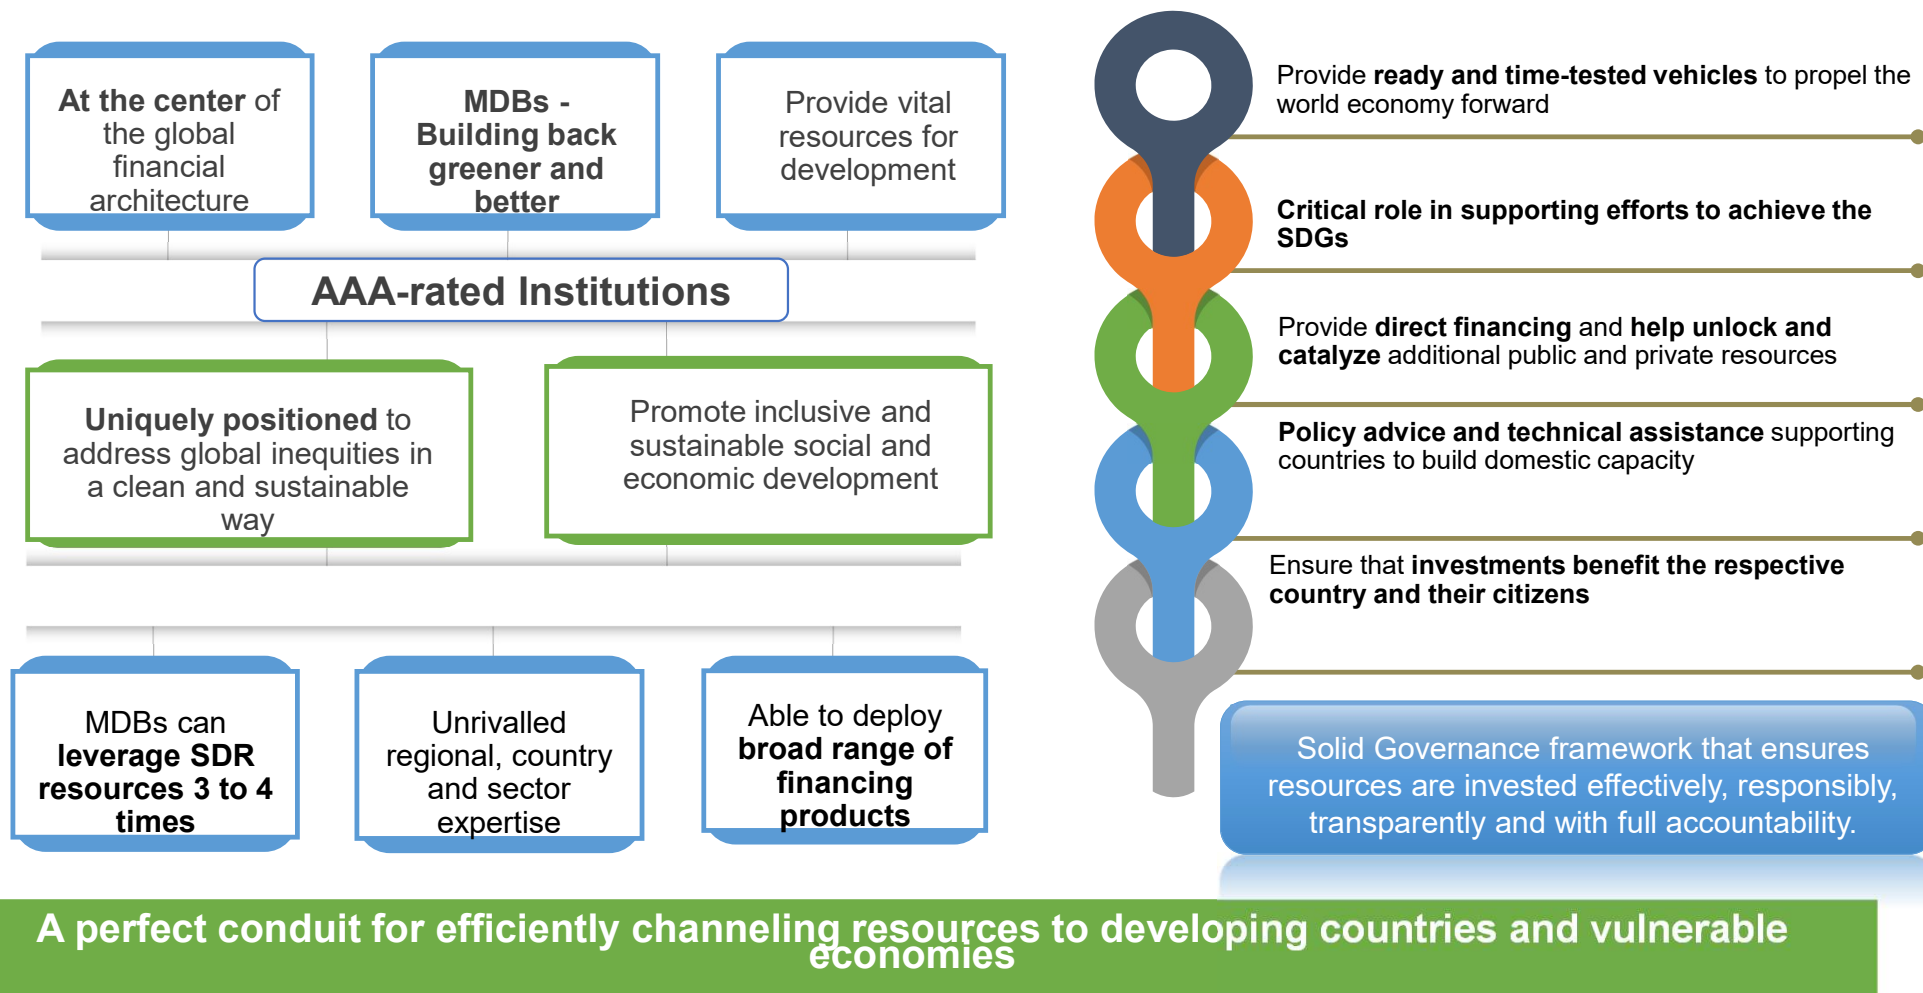 At the center of
the global
financial
architecture
MDBs -
Building back
greener and
better
Provide vital
resources for
development
AAA-rated Institutions
Uniquely positioned to
address global inequities in
a clean and sustainable
way
Promote inclusive and
sustainable social and
economic development
MDBs can
leverage SDR
resources 3 to 4
times
Unrivalled
regional, country
and sector
expertise
Able to deploy
broad range of
financing
products
Provide ready and time-tested vehicles to propel the
world economy forward
Critical role in supporting efforts to achieve the
SDGs
Provide direct financing and help unlock and
catalyze additional public and private resources
Policy advice and technical assistance supporting
countries to build domestic capacity
Ensure that investments benefit the respective
country and their citizens
Solid Governance framework that ensures
resources are invested effectively, responsibly,
transparently and with full accountability.
A perfect conduit for efficiently channeling resources to developing countries and vulnerable
economies